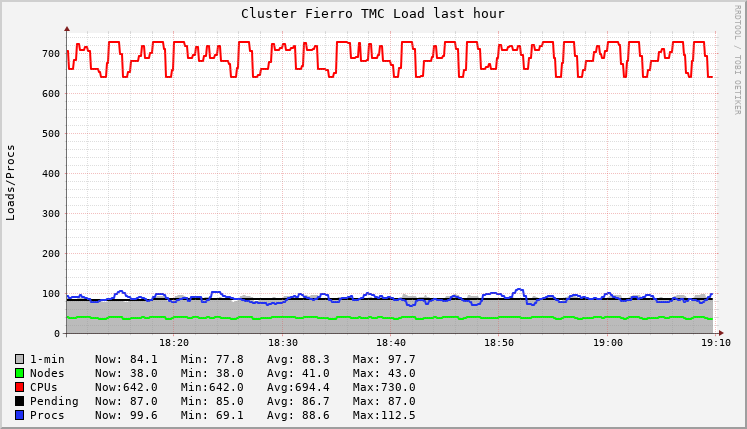 Cluster Fierro TMC Load last hour
RRDTOOL / TOBI OETIKER
Loads/Procs
700
600
500
400
300
200
100
0
18:20 18:30 18:40 18:50 19:00 19:10
1-min Now: 84.1 Min: 77.8 Avg: 88.3 Max: 97.7
Nodes Now: 38.0 Min: 38.0 Avg: 41.0 Max: 43.0
CPUs Now:642.0 Min:642.0 Avg:694.4 Max:730.0
Pending Now: 87.0 Min: 85.0 Avg: 86.7 Max: 87.0
Procs Now: 99.6 Min: 69.1 Avg: 88.6 Max:112.5